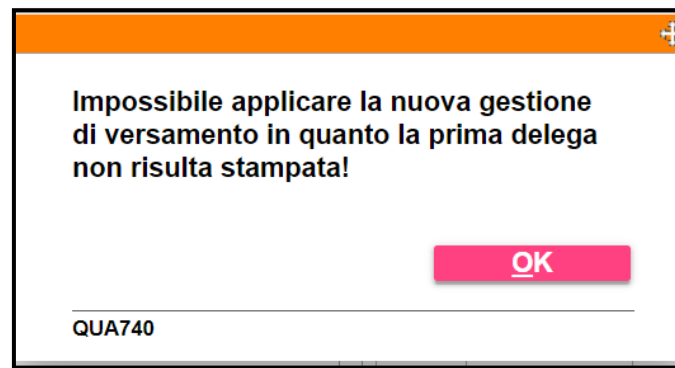 Impossibile applicare la nuova gestione
di versamento in quanto la prima delega
non risulta stampata!
OK
QUA740